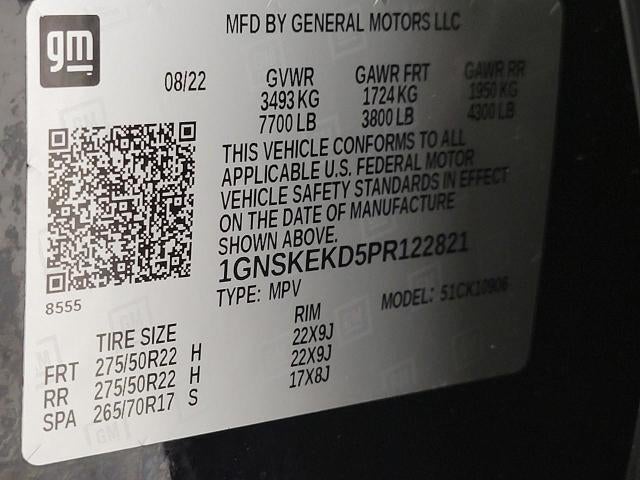 gm
MFD BY GENERAL MOTORS LLC
08/22 GVWR GAWR FRT GAWR RR
3493 KG 1724 KG 1950 KG
7700 LB 3800 LB 4300 LB
THIS VEHICLE CONFORMS TO ALL
APPLICABLE U.S. FEDERAL MOTOR
VEHICLE SAFETY STANDARDS IN EFFECT
ON THE DATE OF MANUFACTURE
SHOWN ABOVE.
1GNSKEKD5PR122821
8555
TYPE: MPV MODEL: 51CK10906
TIRE SIZE RIM
FRT 275/50R22 H 22X9J
RR 275/50R22 H 22X9J
SPA 265/70R17 S 17X8J